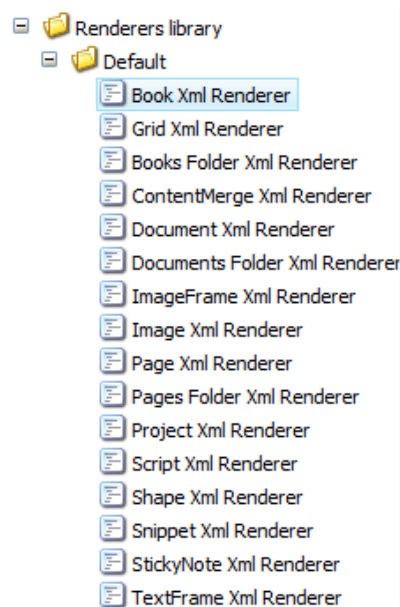 Renderers library
Default
Book Xml Renderer
Grid Xml Renderer
Books Folder Xml Renderer
ContentMerge Xml Renderer
Document Xml Renderer
Documents Folder Xml Renderer
ImageFrame Xml Renderer
Image Xml Renderer
Page Xml Renderer
Pages Folder Xml Renderer
Project Xml Renderer
Script Xml Renderer
Shape Xml Renderer
Snippet Xml Renderer
StickyNote Xml Renderer
TextFrame Xml Renderer